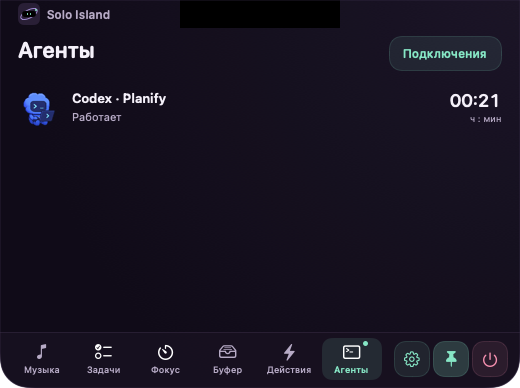 Solo Island
Агенты
Подключения
Codex · Planify
00:21
Работает
ч : мин
Музыка
Задачи
Фокус
Буфер
Действия
Агенты